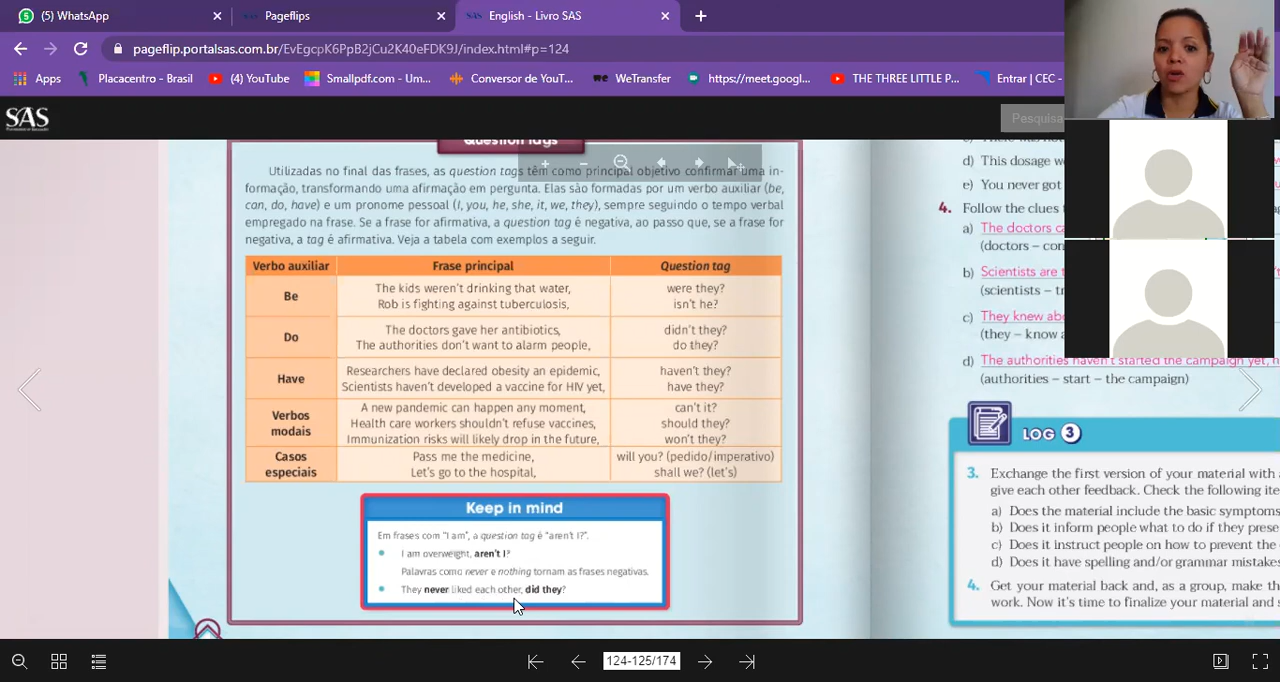 (5) WhatsApp
Pageflips
English - Livro SAS
pageflip.portalsas.com.br/EvEgcpK6PpB2jCu2K40eFDK9J/index.html#p=124
Apps
Placacentro - Brasil
(4) YouTube
Smallpdf.com - Um...
Conversor de YouT...
WeTransfer
https://meet.googl...
THE THREE LITTLE P...
Entrar | CEC -
SAS
Pesquisa
Question tags
Utilizadas no final das frases, as question tags têm como principal objetivo confirmar uma in-
formação, transformando uma afirmação em pergunta. Elas são formadas por um verbo auxiliar (be,
can, do, have) e um pronome pessoal (I, you, he, she, it, we, they), sempre seguindo o tempo verbal
empregado na frase. Se a frase for afirmativa, a question tag é negativa, ao passo que, se a frase for
negativa, a tag é afirmativa. Veja a tabela com exemplos a seguir.
Verbo auxiliar Frase principal Question tag
Be
The kids weren't drinking that water, were they?
Rob is fighting against tuberculosis, isn't he?
Do
The doctors gave her antibiotics, didn't they?
The authorities don't want to alarm people, do they?
Have
Researchers have declared obesity an epidemic, haven't they?
Scientists haven't developed a vaccine for HIV yet, have they?
Verbos
modais
A new pandemic can happen any moment, can't it?
Health care workers shouldn't refuse vaccines, should they?
Immunization risks will likely drop in the future, won't they?
Casos
especiais
Pass me the medicine, will you? (pedido/imperativo)
Let's go to the hospital, shall we? (let's)
Keep in mind
Em frases com "I am", a question tag é "aren't I?".
I am overweight, aren't I?
Palavras como never e nothing tornam as frases negativas.
They never liked each other, did they?
d) This dosage
e) You never got
4. Follow the clues
a) The doctors
(doctors –
b) Scientists are
(scientists –
c) They knew
(they – know
d) The authorities haven't started the campaign yet,
(authorities – start – the campaign)
LOG 3
3. Exchange the first version of your material with
give each other feedback. Check the following
a) Does the material include the basic symptoms
b) Does it inform people what to do if they
c) Does it instruct people on how to prevent the
d) Does it have spelling and/or grammar mistakes
4. Get your material back and, as a group, make
work. Now it's time to finalize your material and
124-125/174